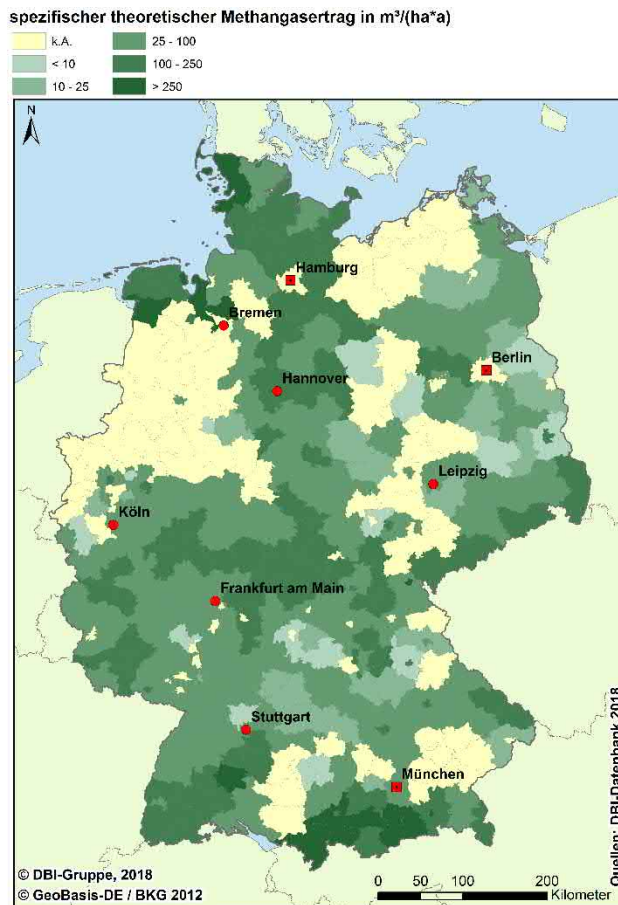 spezifischer theoretischer Methangasertrag in m³/(ha*a)
k.A.
25 - 100
< 10
100 - 250
10 - 25
> 250
N
Hamburg
Bremen
Berlin
Hannover
Leipzig
Köln
Frankfurt am Main
Stuttgart
München
Quellen: DBI-Datenbank 2018
© DBI-Gruppe, 2018
© GeoBasis-DE / BKG 2012
0 50 100 200
Kilometer